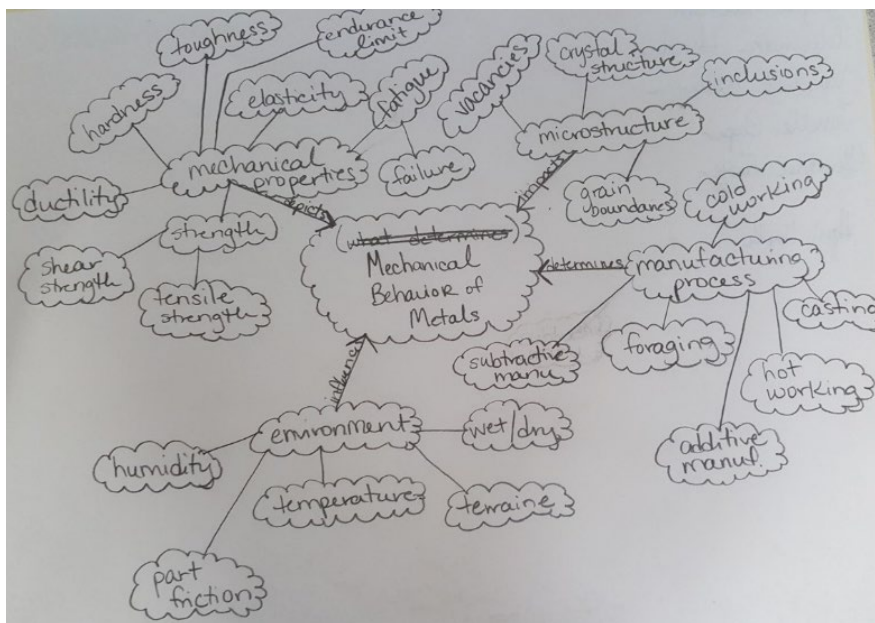 toughness
endurance
limit
hardness
elasticity
fatigue
failure
ductility
mechanical
properties
depicts
strength
shear
strength
tensile
strength
vacancies
crystal
structure
inclusions
microstructure
impacts
grain
boundaries
cold
working
determines
manufacturing
process
casting
subtractive
manu
foraging
hot
working
additive
manuf.
(what determines)
Mechanical
Behavior of
Metals
influence
environment
wet/dry
humidity
temperature
terraine
part
friction